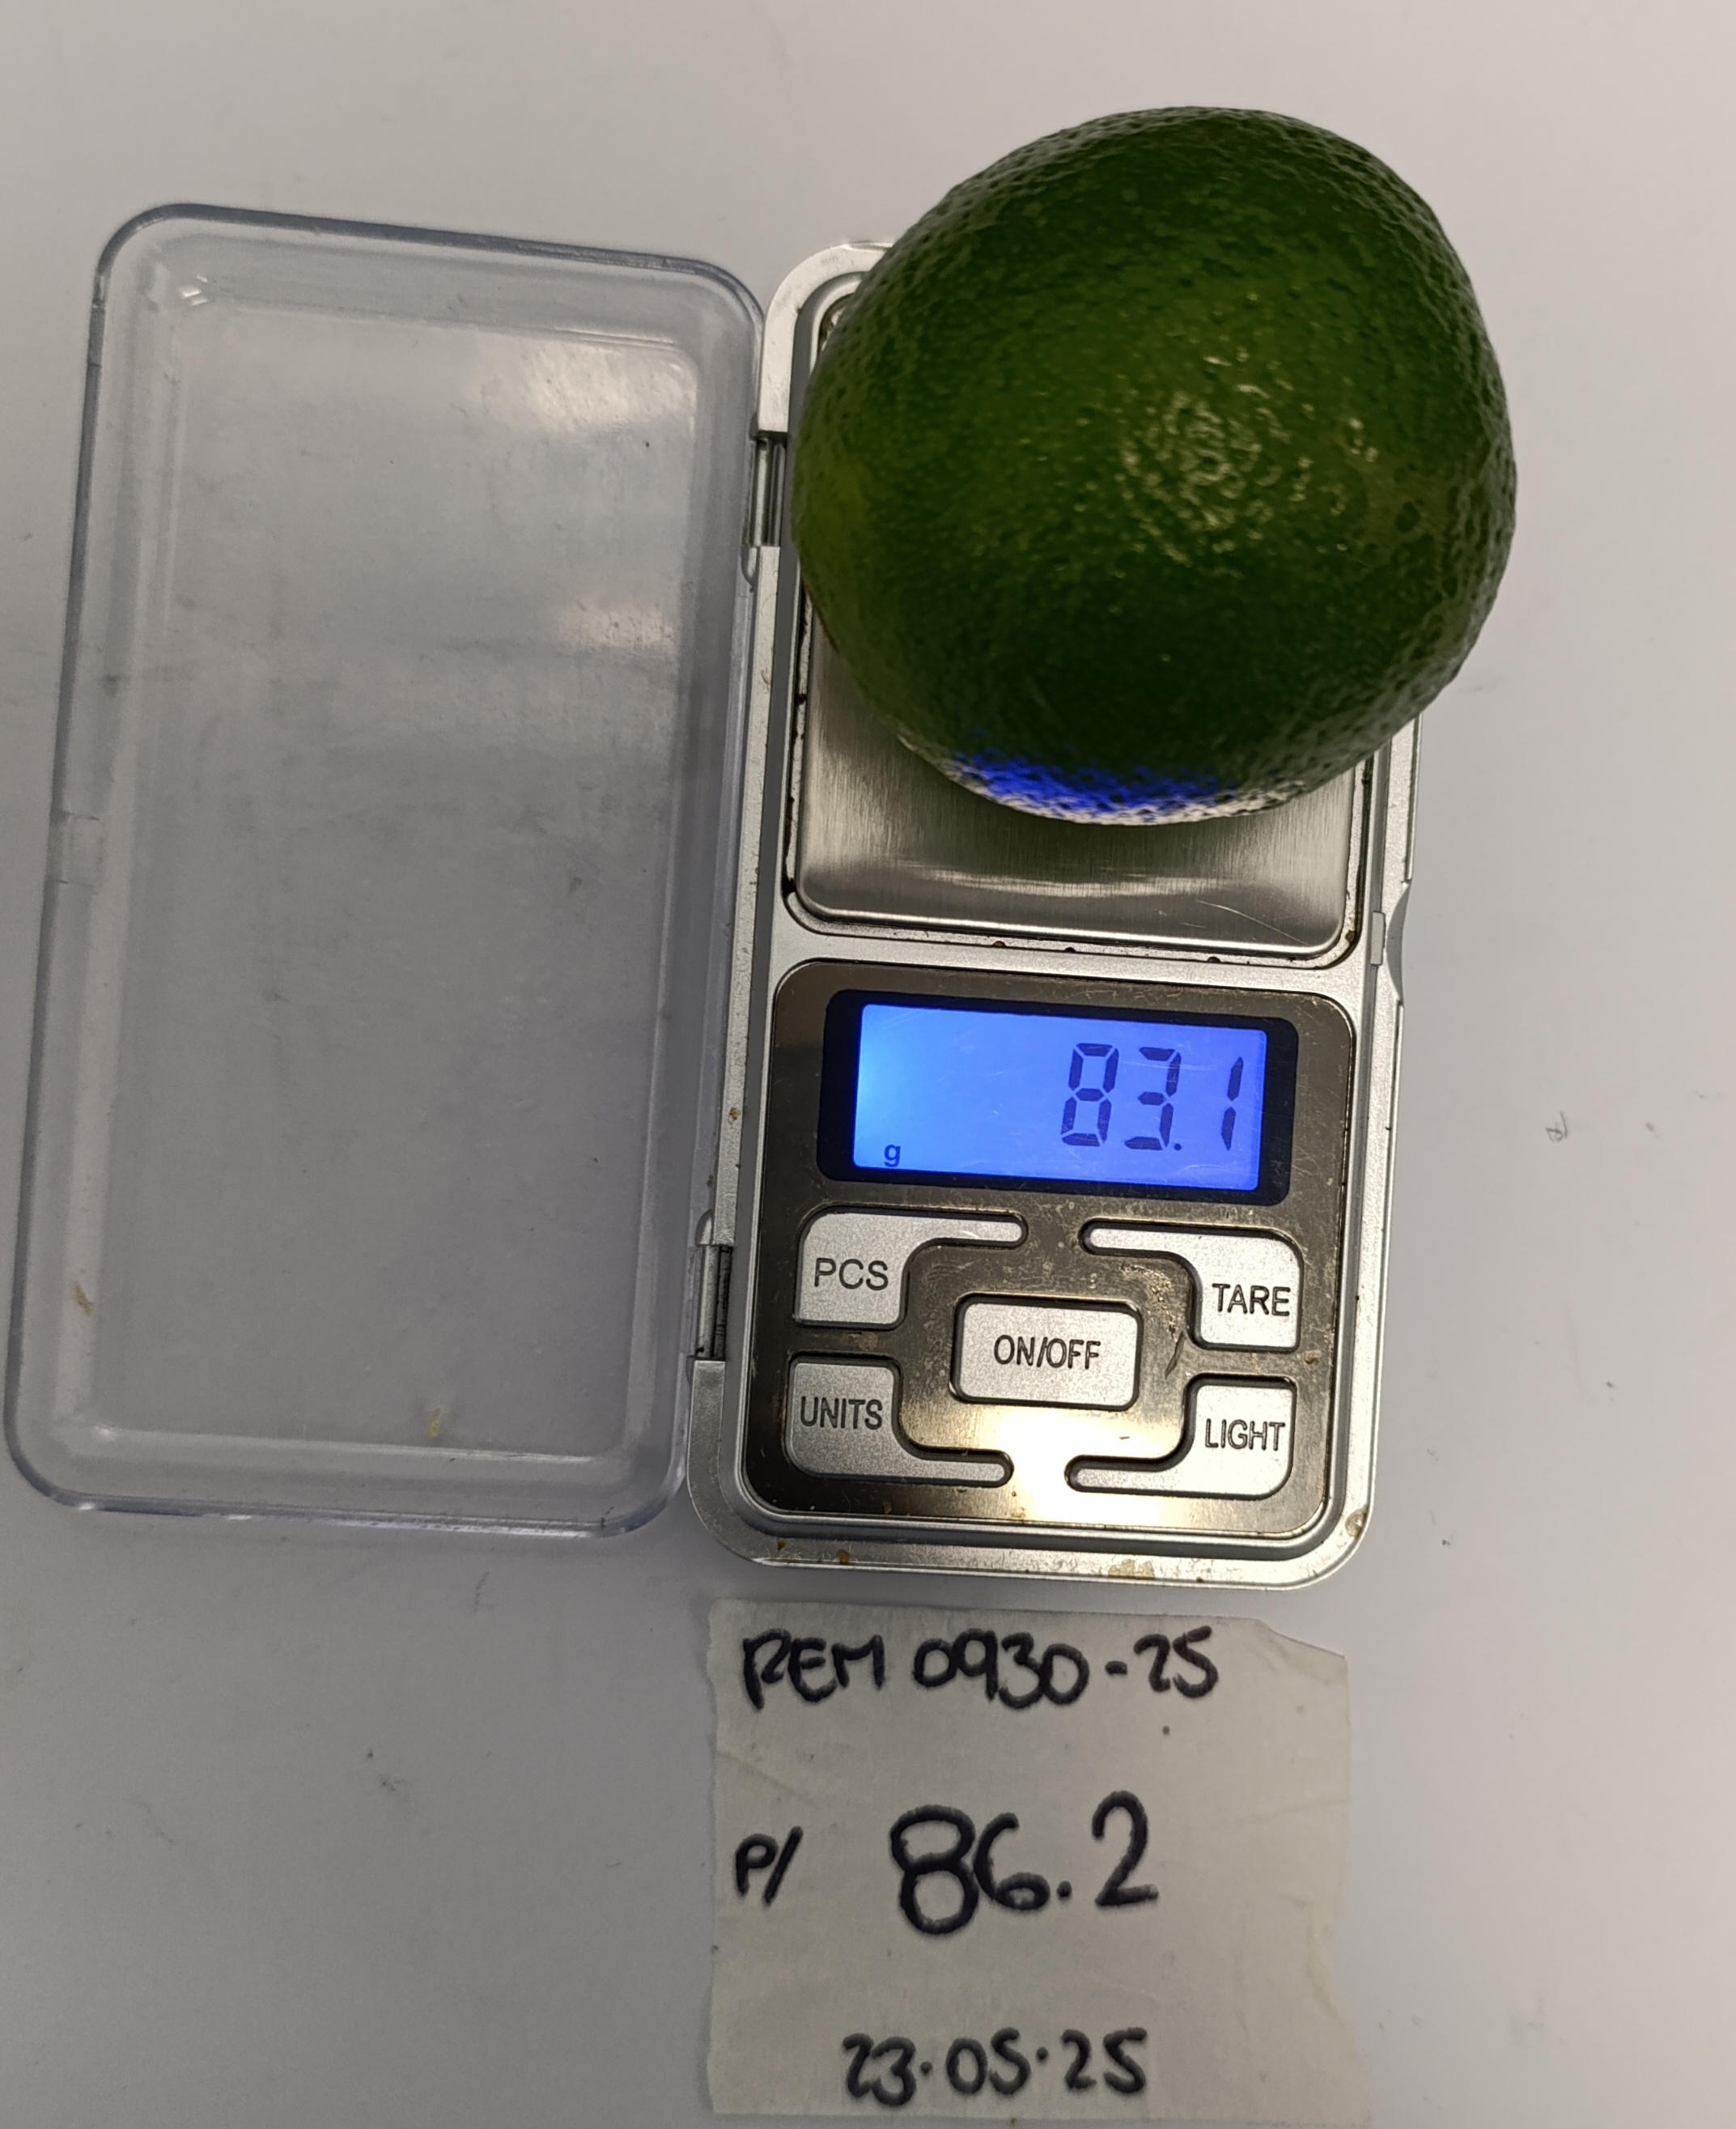 83.1
g
PCS
TARE
ON/OFF
UNITS
LIGHT
REM 0930-25
P/ 86.2
23.05.25